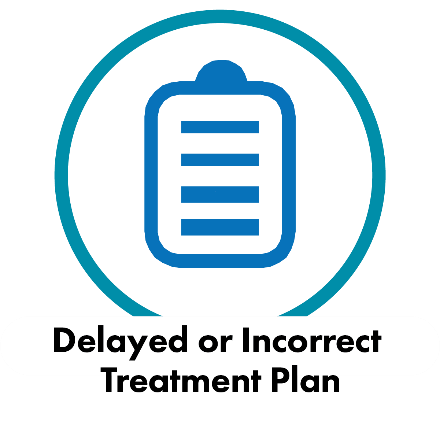 Delayed or Incorrect
Treatment Plan